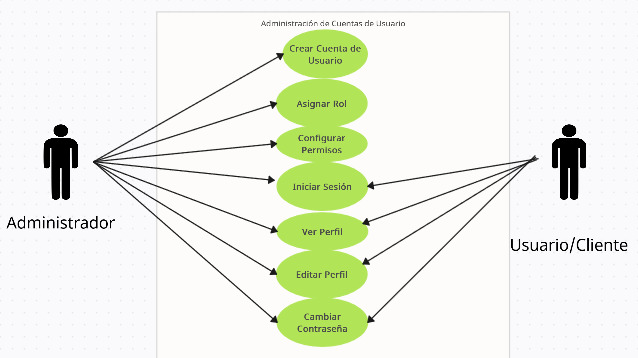 Administración de Cuentas de Usuario
Crear Cuenta de
Usuario
Asignar Rol
Configurar
Permisos
Iniciar Sesión
Ver Perfil
Editar Perfil
Cambiar
Contraseña
Administrador
Usuario/Cliente